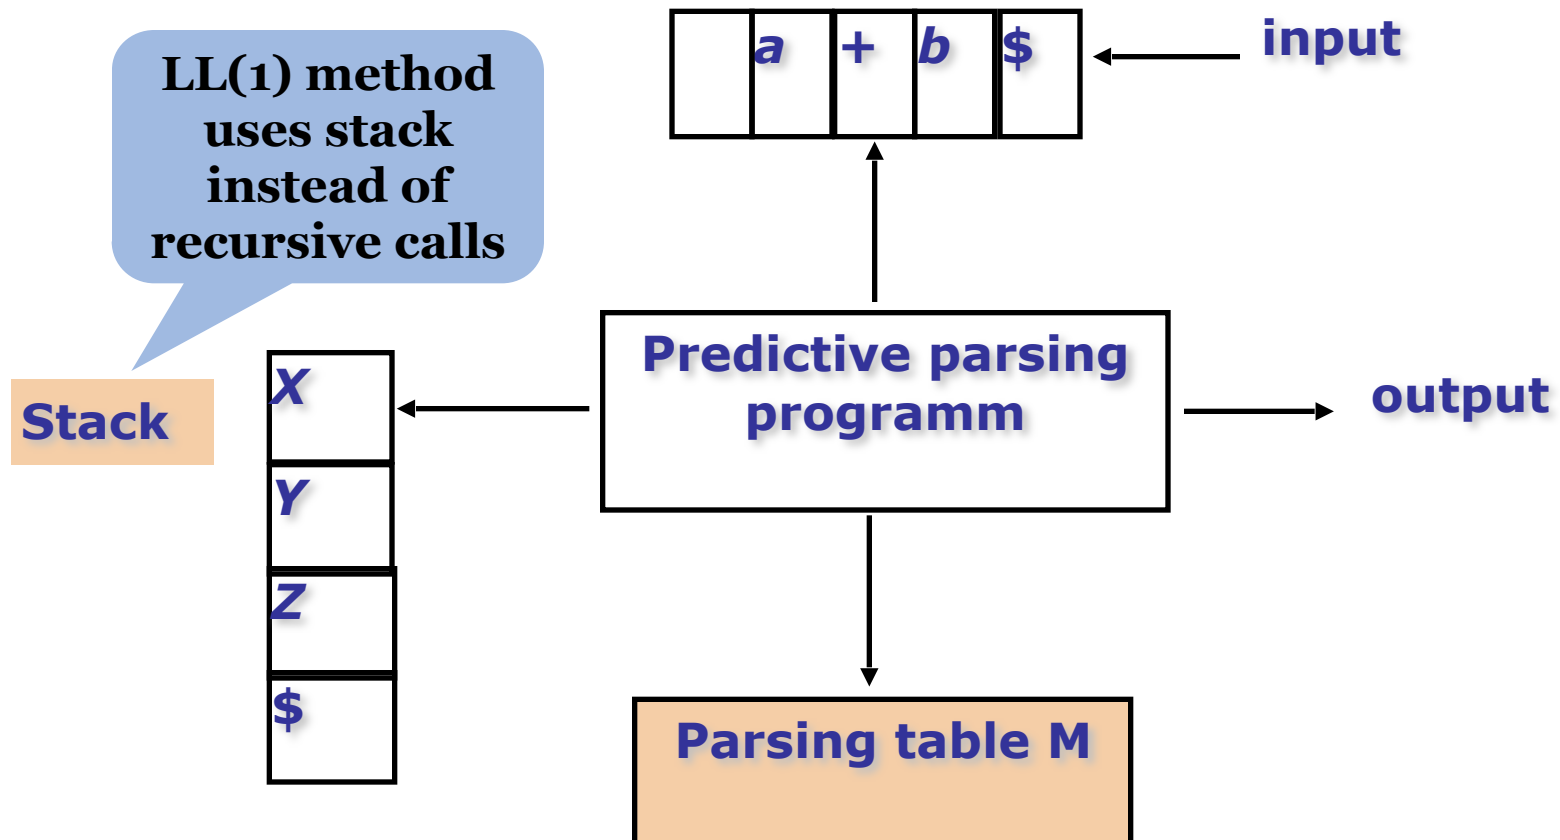 a + b $
input
LL(1) method
uses stack
instead of
recursive calls
Predictive parsing
programm
output
Stack
X
Y
Z
$
Parsing table M